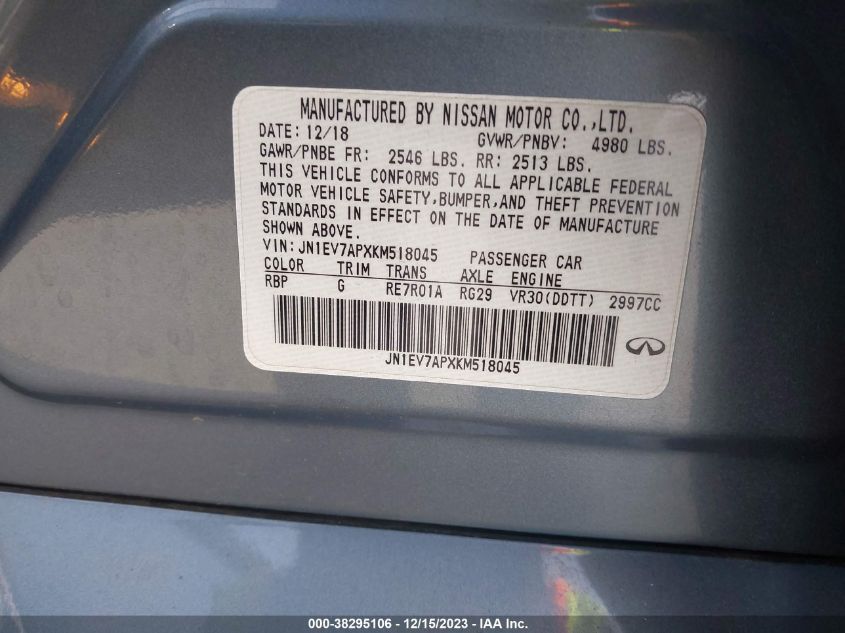 MANUFACTURED BY NISSAN MOTOR CO.,LTD.
DATE: 12/18 GVWR/PNBV: 4980 LBS.
GAWR/PNBE FR: 2546 LBS. RR: 2513 LBS.
THIS VEHICLE CONFORMS TO ALL APPLICABLE FEDERAL
MOTOR VEHICLE SAFETY,BUMPER,AND THEFT PREVENTION
STANDARDS IN EFFECT ON THE DATE OF MANUFACTURE
SHOWN ABOVE.
VIN:JN1EV7APXKM518045 PASSENGER CAR
COLOR TRIM TRANS AXLE ENGINE
RBP G RE7R01A RG29 VR30(DDTT) 2997CC
JN1EV7APXKM518045
000-38295106 - 12/15/2023 - IAA Inc.